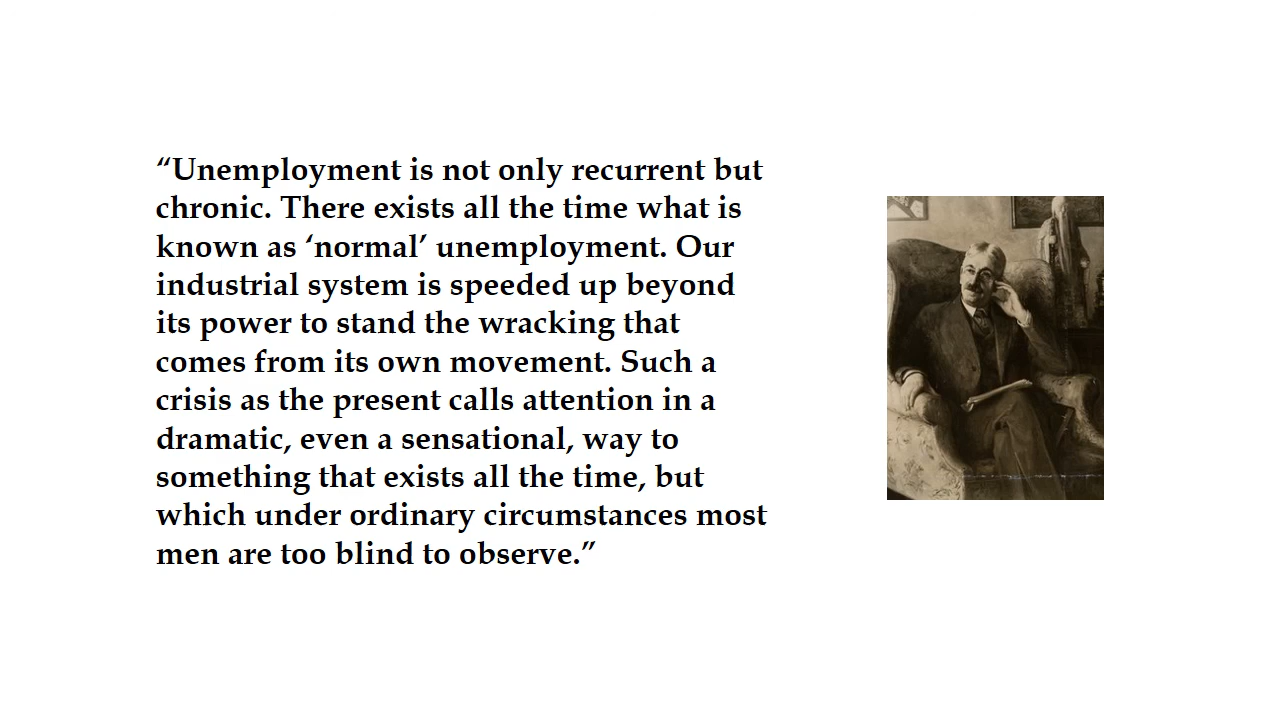 “Unemployment is not only recurrent but
chronic. There exists all the time what is
known as ‘normal’ unemployment. Our
industrial system is speeded up beyond
its power to stand the wracking that
comes from its own movement. Such a
crisis as the present calls attention in a
dramatic, even a sensational, way to
something that exists all the time, but
which under ordinary circumstances most
men are too blind to observe.”